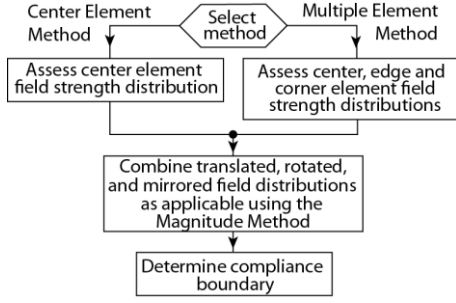 Center Element
Method
Select
method
Multiple Element
Method
Assess center element
field strength distribution
Assess center, edge and
corner element field
strength distributions
Combine translated, rotated,
and mirrored field distributions
as applicable using the
Magnitude Method
Determine compliance
boundary